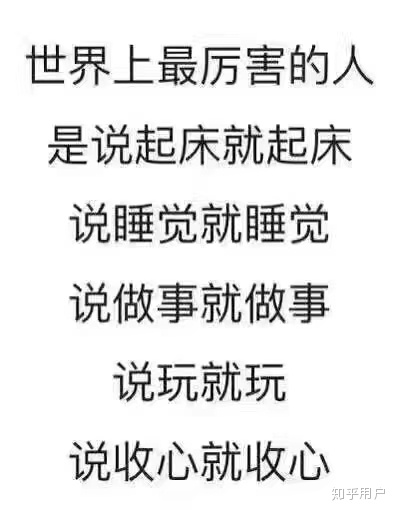 世界上最厉害的人
是说起床就起床
说睡觉就睡觉
说做事就做事
说玩就玩
说收心就收心
知乎用户